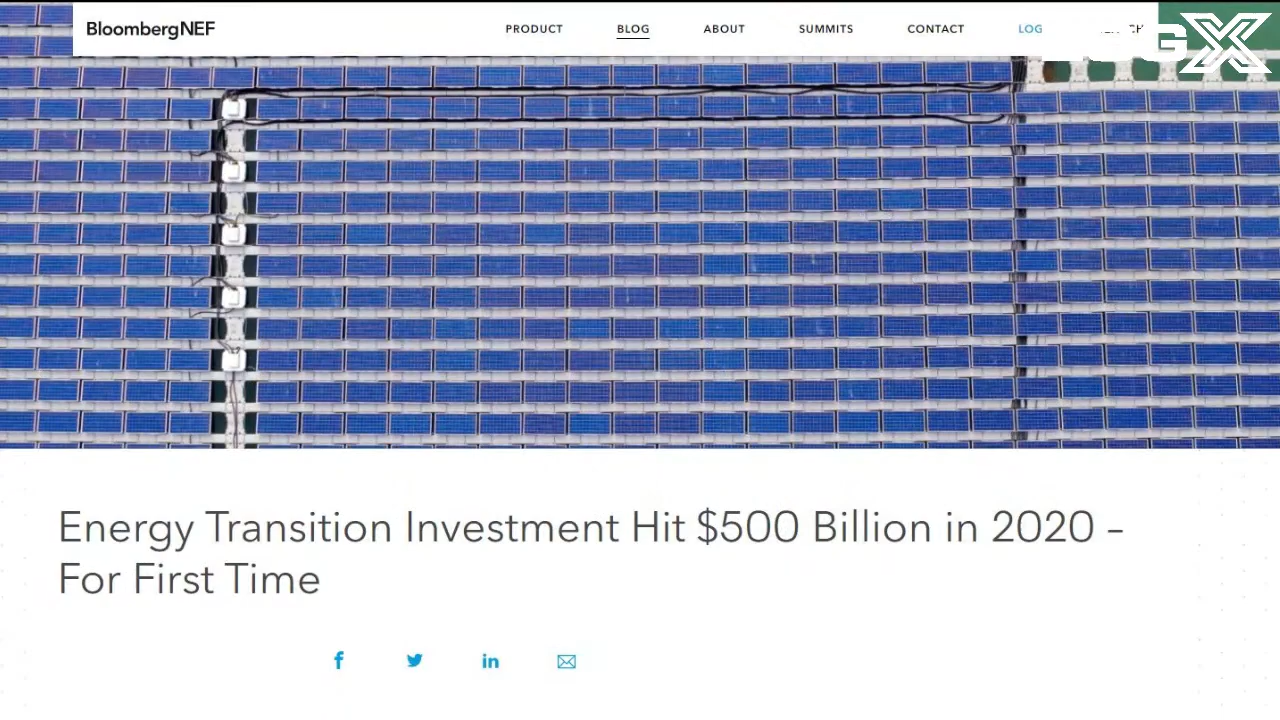 BloombergNEF
PRODUCT BLOG ABOUT SUMMITS CONTACT LOG
Energy Transition Investment Hit $500 Billion in 2020 –
For First Time